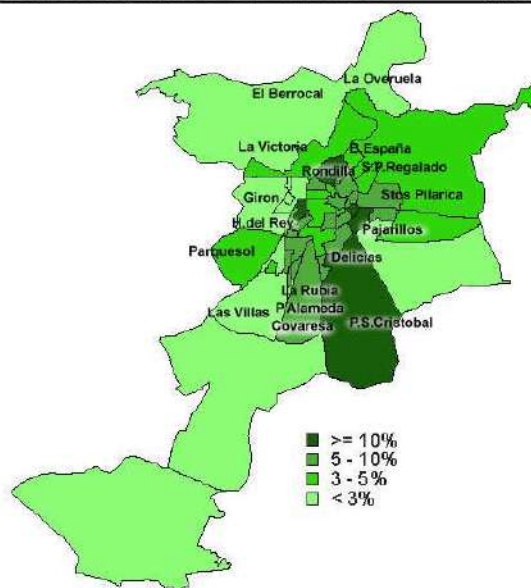 La Overuela
El Berrocal
La Victoria
B.España
Rondilla
S.P.Regalado
Stos Pilarica
Giron
H.del Rey
Pajarillos
Parquesol
Delicias
La Rubia
Las Villas
P.Alameda
P.S.Cristobal
Covaresa
>= 10%
5 - 10%
3 - 5%
< 3%